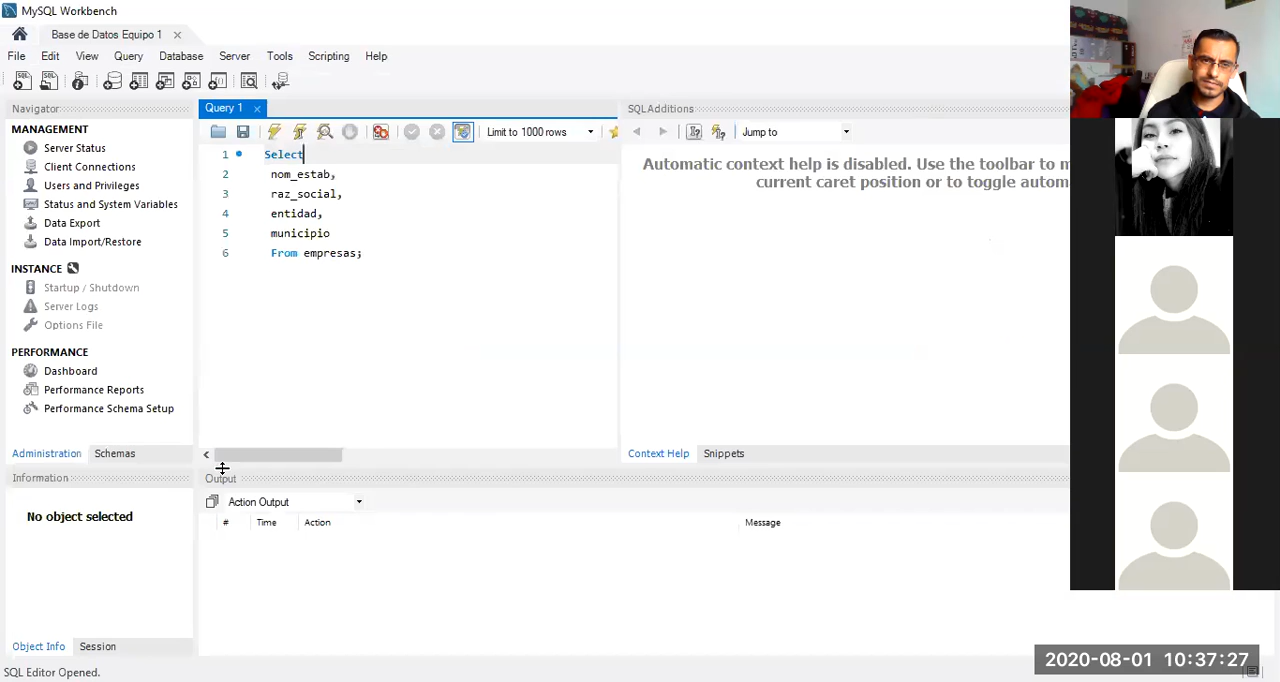 MySQL Workbench
Base de Datos Equipo 1
File Edit View Query Database Server Tools Scripting Help
Navigator
MANAGEMENT
Server Status
Client Connections
Users and Privileges
Status and System Variables
Data Export
Data Import/Restore
INSTANCE
Startup / Shutdown
Server Logs
Options File
PERFORMANCE
Dashboard
Performance Reports
Performance Schema Setup
Administration Schemas
Information
No object selected
Object Info Session
Query 1
Limit to 1000 rows
1 Select
2 nom_estab,
3 raz_social,
4 entidad,
5 municipio
6 From empresas;
SQLAdditions
Jump to
Automatic context help is disabled. Use the toolbar to m
current caret position or to toggle autom
Context Help Snippets
Output
Action Output
# Time Action Message
2020-08-01 10:37:27
SQL Editor Opened.